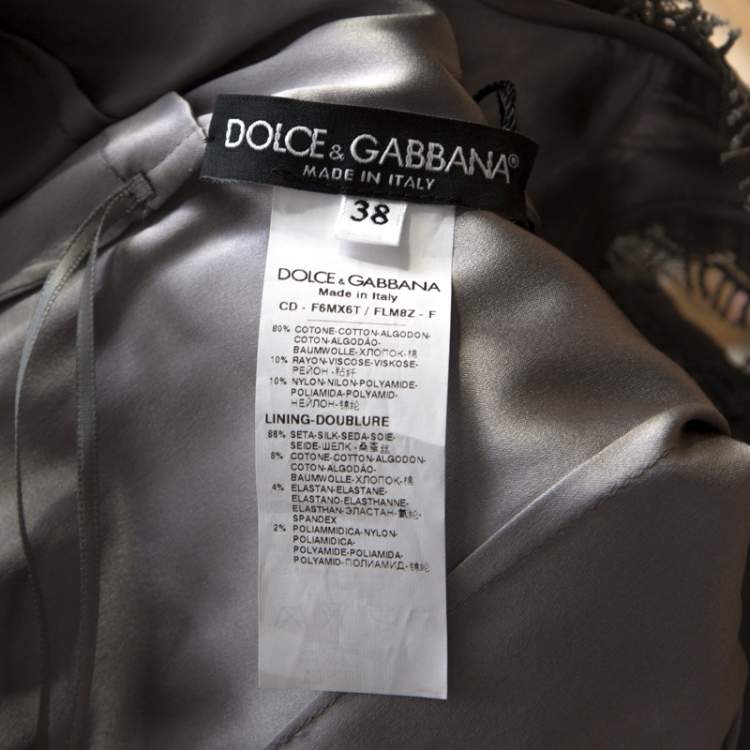 DOLCE & GABBANA®
MADE IN ITALY
38
DOLCE & GABBANA
Made in Italy
CD - F6MX6T / FLM8Z - F
80% COTONE-COTTON-ALGODON-
COTON-ALGODÃO-
BAUMWOLLE-ХЛОПОК-棉
10% RAYON-VISCOSE-VISKOSE-
РЕЙОН-粘纤
10% NYLON-NILON-POLYAMIDE-
POLIAMIDA-POLYAMID-
НЕЙЛОН-锦纶
LINING-DOUBLURE
86% SETA-SILK-SEDA-SOIE-
SEIDE-ШЕЛК-桑蚕丝
8% COTONE-COTTON-ALGODON-
COTON-ALGODÃO-
BAUMWOLLE-ХЛОПОК-棉
4% ELASTAN-ELASTANE-
ELASTANO-ELASTHANNE-
ELASTHAN-ЭЛАСТАН-氨纶-
SPANDEX
2% POLIAMMIDICA-NYLON-
POLIAMIDICA-
POLYAMIDE-POLIAMIDA-
POLYAMID-ПОЛИАМИД-锦纶